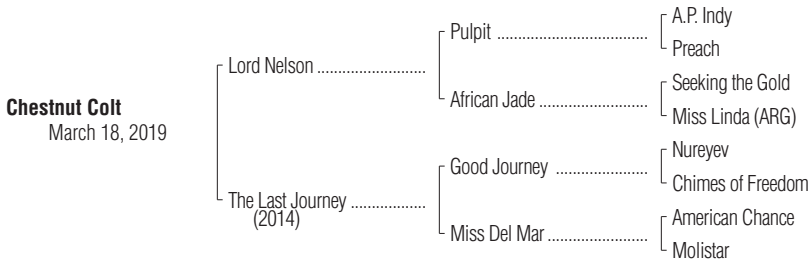 Chestnut Colt
March 18, 2019
Lord Nelson ........................
The Last Journey ..................
(2014)
Pulpit ....................................
African Jade ..........................
Good Journey ......................
Miss Del Mar ........................
A.P. Indy
Preach
Seeking the Gold
Miss Linda (ARG)
Nureyev
Chimes of Freedom
American Chance
Molistar